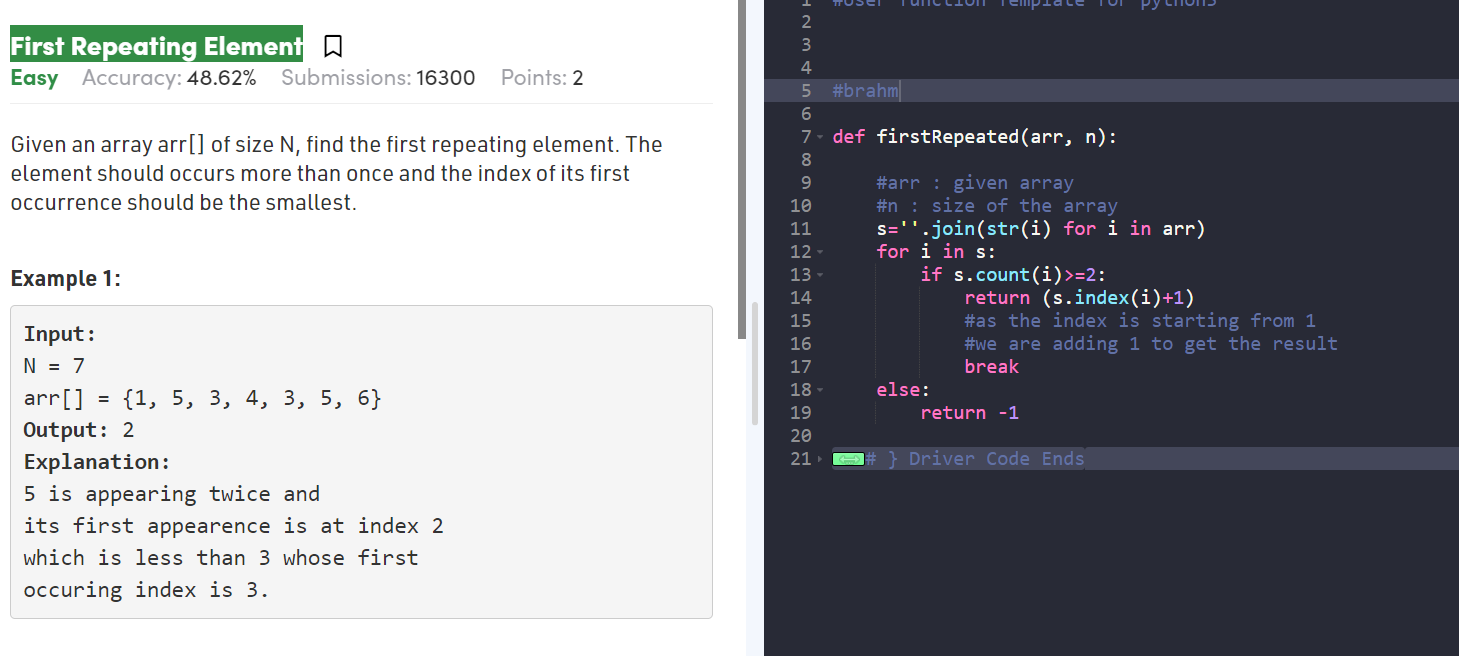 First Repeating Element
Easy Accuracy: 48.62% Submissions: 16300 Points: 2
Given an array arr[] of size N, find the first repeating element. The
element should occurs more than once and the index of its first
occurrence should be the smallest.
Example 1:
Input:
N = 7
arr[] = {1, 5, 3, 4, 3, 5, 6}
Output: 2
Explanation:
5 is appearing twice and
its first appearence is at index 2
which is less than 3 whose first
occuring index is 3.
1 #User function Template for python3
2
3
4
5 #brahm
6
7 def firstRepeated(arr, n):
8
9 #arr : given array
10 #n : size of the array
11 s=''.join(str(i) for i in arr)
12 for i in s:
13 if s.count(i)>=2:
14 return (s.index(i)+1)
15 #as the index is starting from 1
16 #we are adding 1 to get the result
17 break
18 else:
19 return -1
20
21 # } Driver Code Ends